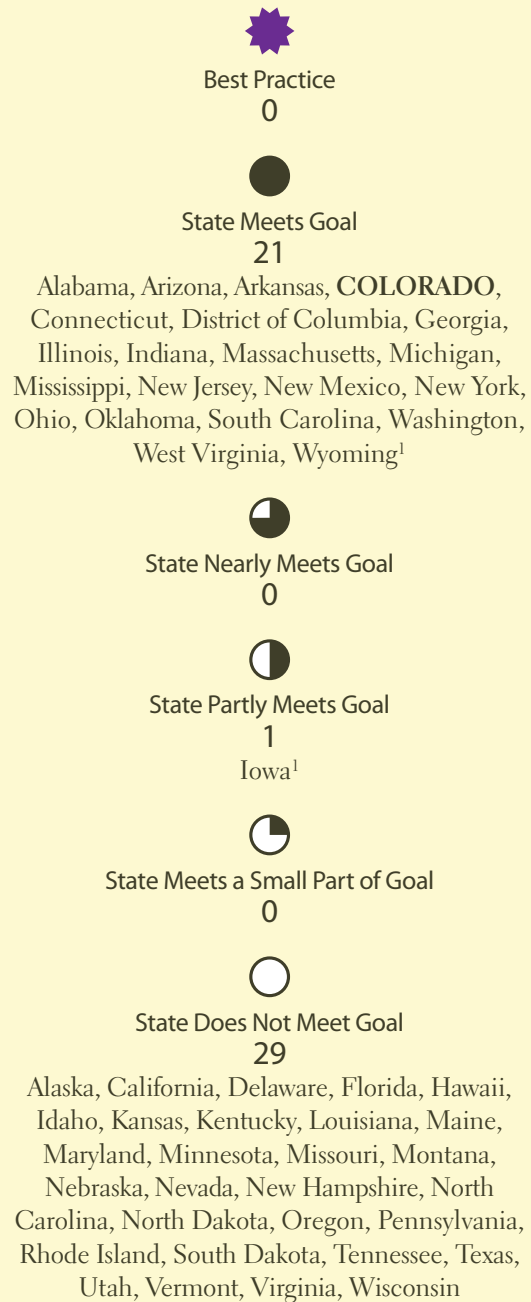 Best Practice
0
State Meets Goal
21
Alabama, Arizona, Arkansas, COLORADO,
Connecticut, District of Columbia, Georgia,
Illinois, Indiana, Massachusetts, Michigan,
Mississippi, New Jersey, New Mexico, New York,
Ohio, Oklahoma, South Carolina, Washington,
West Virginia, Wyoming¹
State Nearly Meets Goal
0
State Partly Meets Goal
1
Iowa¹
State Meets a Small Part of Goal
0
State Does Not Meet Goal
29
Alaska, California, Delaware, Florida, Hawaii,
Idaho, Kansas, Kentucky, Louisiana, Maine,
Maryland, Minnesota, Missouri, Montana,
Nebraska, Nevada, New Hampshire, North
Carolina, North Dakota, Oregon, Pennsylvania,
Rhode Island, South Dakota, Tennessee, Texas,
Utah, Vermont, Virginia, Wisconsin